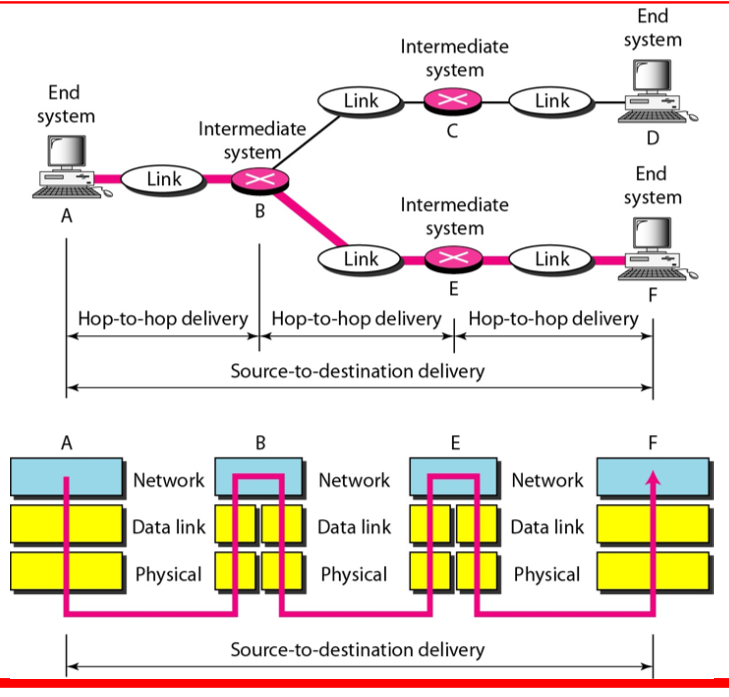 End
system
Intermediate
system
End
system
Link
Link
C
D
Intermediate
system
Link
A
B
Intermediate
system
End
system
Link
Link
E
F
Hop-to-hop delivery
Hop-to-hop delivery
Hop-to-hop delivery
Source-to-destination delivery
A
B
E
F
Network
Network
Network
Data link
Data link
Data link
Physical
Physical
Physical
Source-to-destination delivery